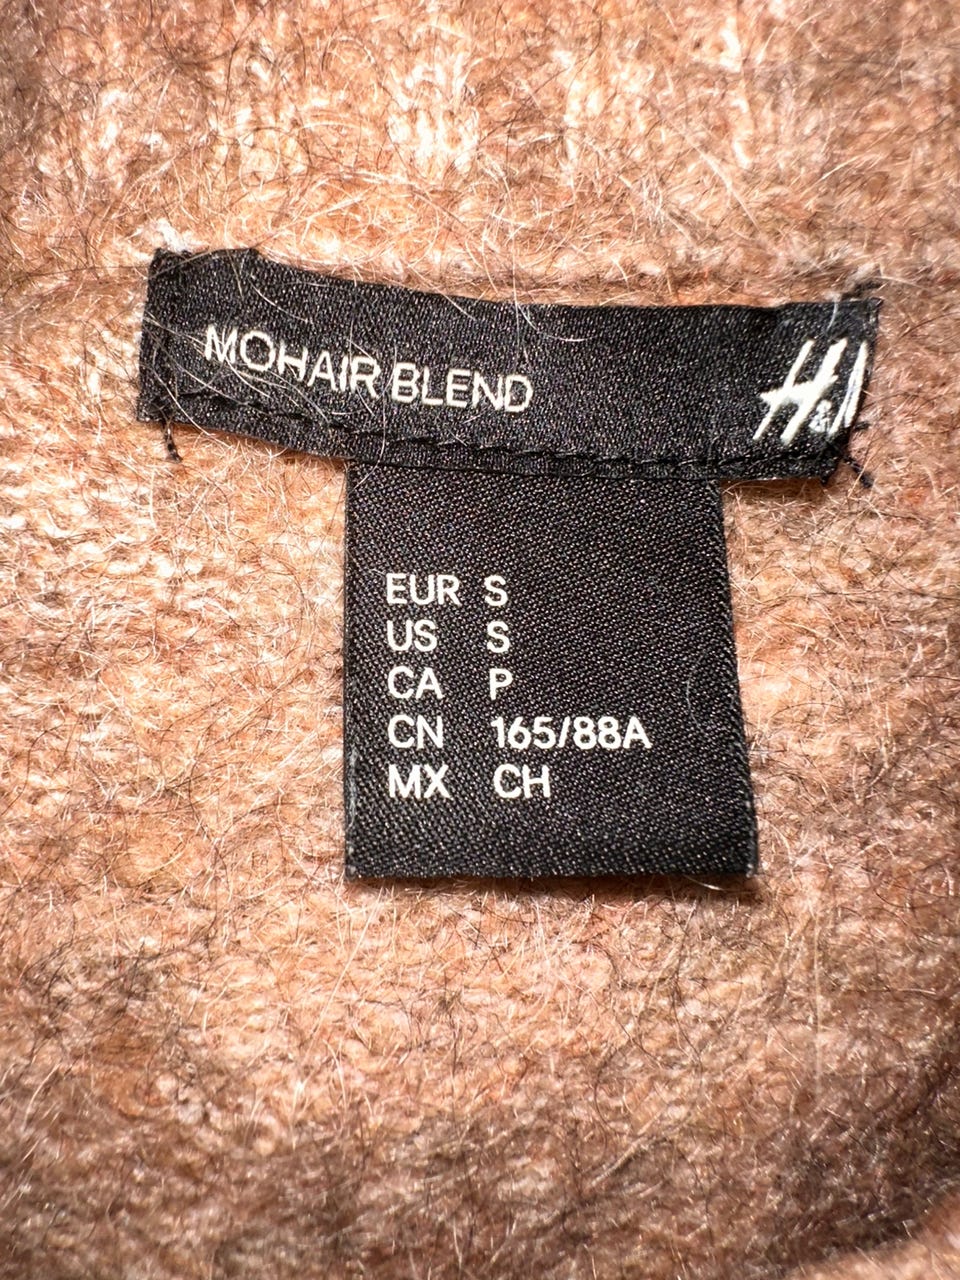 MOHAIR BLEND
H&M
EUR S
US S
CA P
CN 165/88A
MX CH